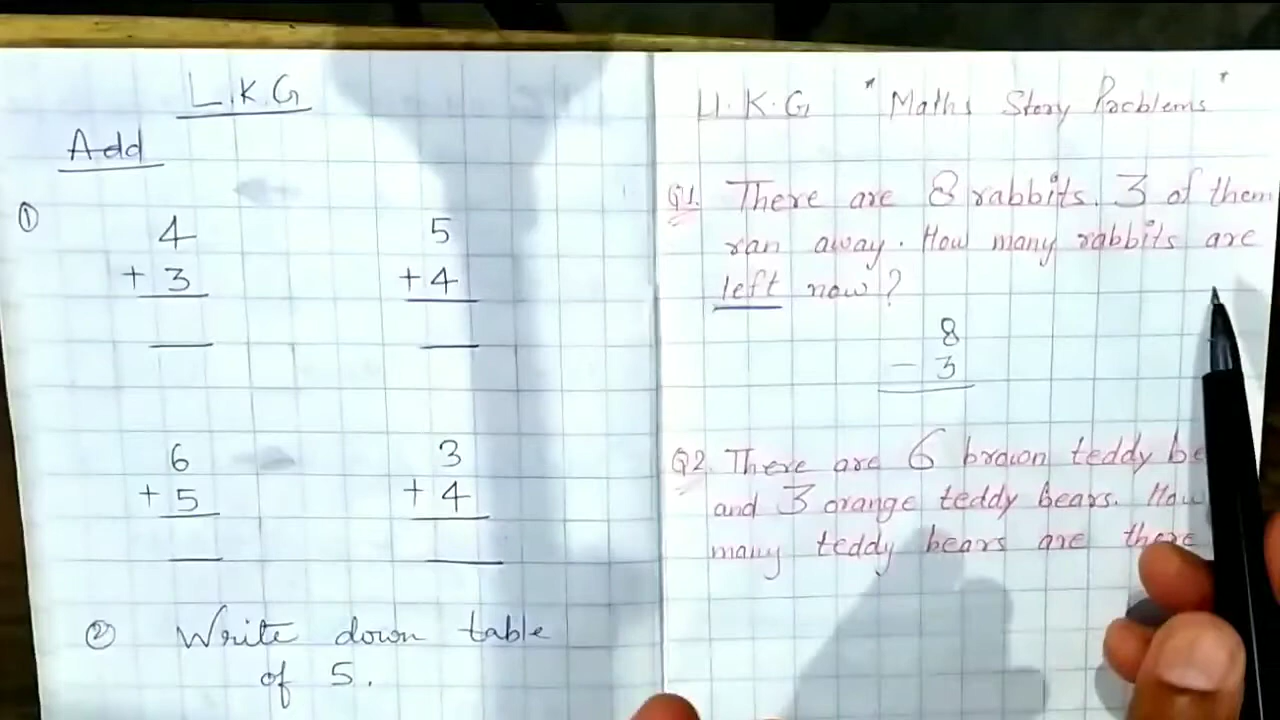 L.K.G
Add
①
4
+ 3
5
+ 4
6
+ 5
3
+ 4
② Write down table
of 5.
U.K.G "Maths Story Problems"
Q1. There are 8 rabbits. 3 of them
ran away. How many rabbits are
left now?
8
- 3
Q2. There are 6 brown teddy
and 3 orange teddy bears. How
many teddy bears are there